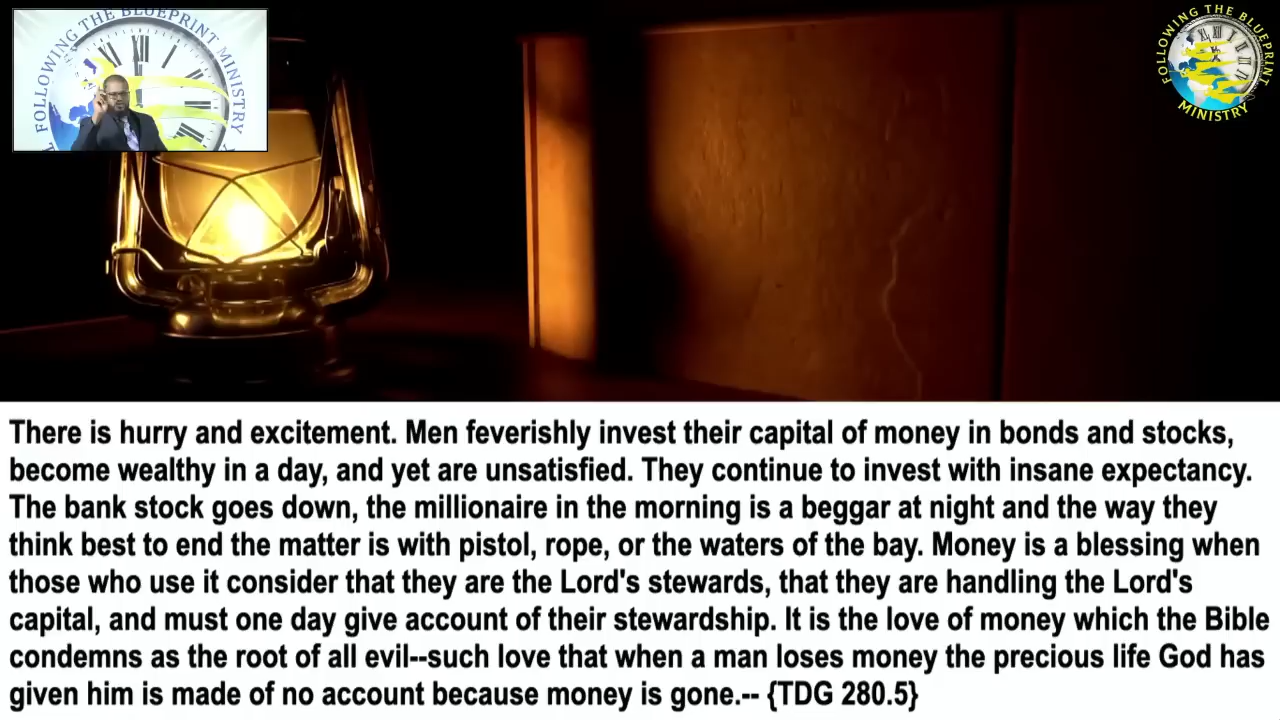 FOLLOWING THE BLUEPRINT MINISTRY
FOLLOWING THE BLUEPRINT
MINISTRY
There is hurry and excitement. Men feverishly invest their capital of money in bonds and stocks,
become wealthy in a day, and yet are unsatisfied. They continue to invest with insane expectancy.
The bank stock goes down, the millionaire in the morning is a beggar at night and the way they
think best to end the matter is with pistol, rope, or the waters of the bay. Money is a blessing when
those who use it consider that they are the Lord's stewards, that they are handling the Lord's
capital, and must one day give account of their stewardship. It is the love of money which the Bible
condemns as the root of all evil--such love that when a man loses money the precious life God has
given him is made of no account because money is gone.-- {TDG 280.5}